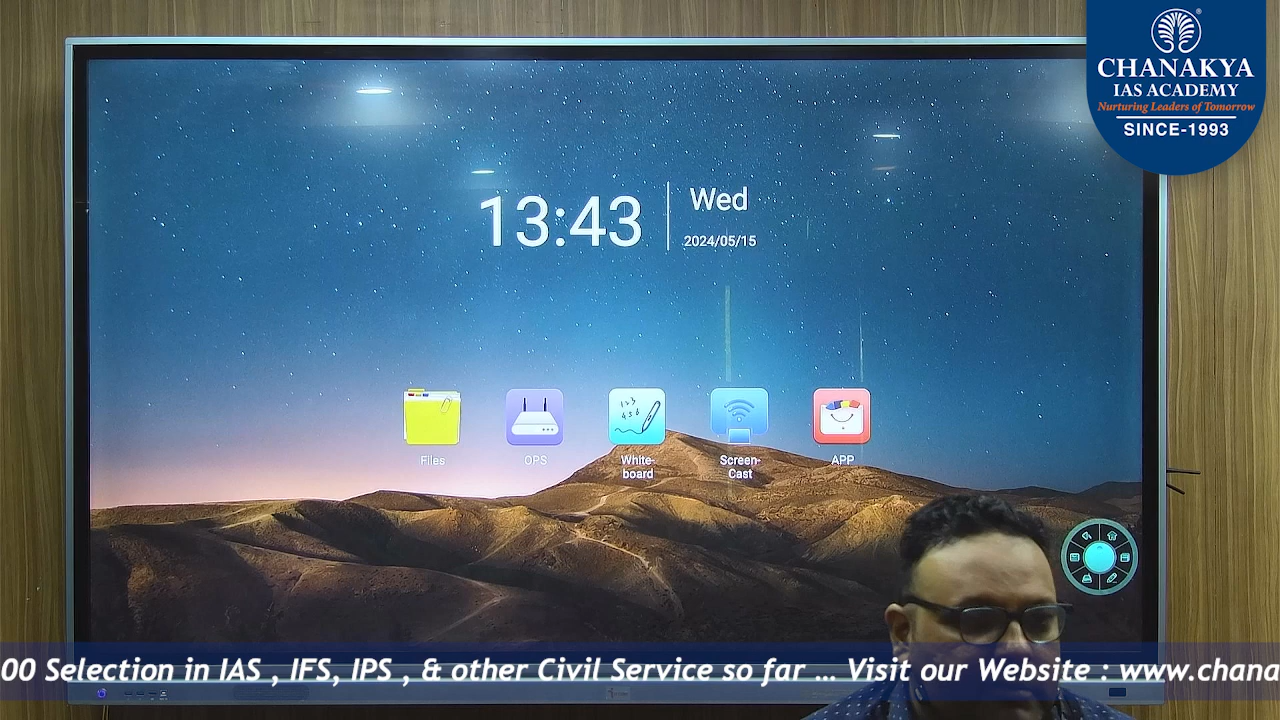 CHANAKYA
IAS ACADEMY
Nurturing Leaders of Tomorrow
SINCE-1993
13:43
Wed
2024/05/15
Files
OPS
White-
board
Screen-
Cast
APP
00 Selection in IAS , IFS, IPS , & other Civil Service so far ... Visit our Website : www.chana